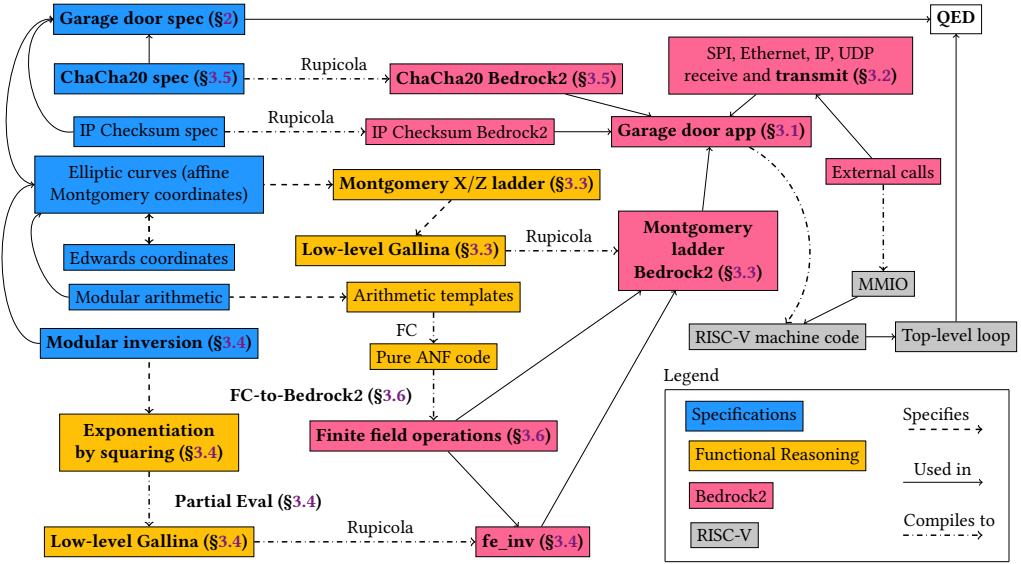 Garage door spec (§2)
QED
ChaCha20 spec (§3.5)
Rupicola
ChaCha20 Bedrock2 (§3.5)
SPI, Ethernet, IP, UDP
receive and transmit (§3.2)
IP Checksum spec
Rupicola
IP Checksum Bedrock2
Garage door app (§3.1)
Elliptic curves (affine
Montgomery coordinates)
Montgomery X/Z ladder (§3.3)
External calls
Edwards coordinates
Low-level Gallina (§3.3)
Rupicola
Montgomery
ladder
Bedrock2 (§3.3)
Modular arithmetic
Arithmetic templates
MMIO
FC
Modular inversion (§3.4)
Pure ANF code
RISC-V machine code
Top-level loop
FC-to-Bedrock2 (§3.6)
Exponentiation
by squaring (§3.4)
Finite field operations (§3.6)
Partial Eval (§3.4)
Low-level Gallina (§3.4)
Rupicola
fe_inv (§3.4)
Legend
Specifications
Specifies
Functional Reasoning
Used in
Bedrock2
Compiles to
RISC-V